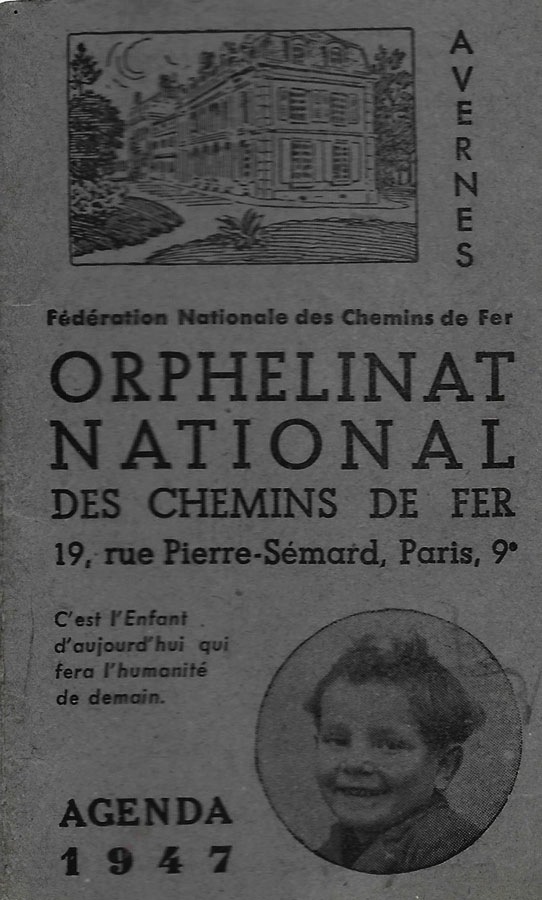 AVERNES
Fédération Nationale des Chemins de Fer
ORPHELINAT
NATIONAL
DES CHEMINS DE FER
19, rue Pierre-Sémard, Paris, 9e
C'est l'Enfant
d'aujourd'hui qui
fera l'humanité
de demain.
AGENDA
1947